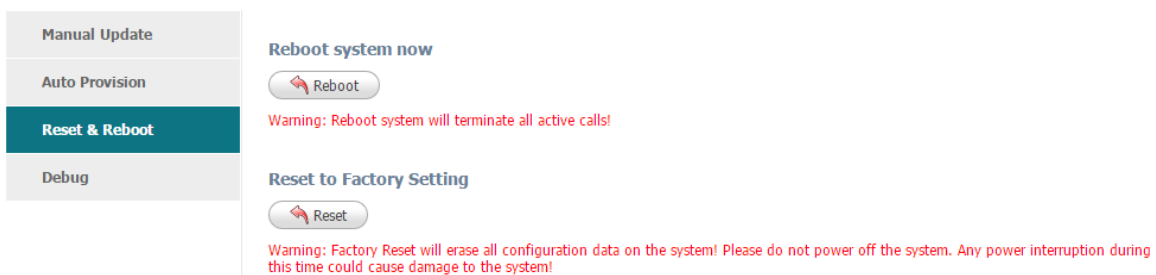 Manual Update
Auto Provision
Reset & Reboot
Debug
Reboot system now
Reboot
Warning: Reboot system will terminate all active calls!
Reset to Factory Setting
Reset
Warning: Factory Reset will erase all configuration data on the system! Please do not power off the system. Any power interruption during
this time could cause damage to the system!